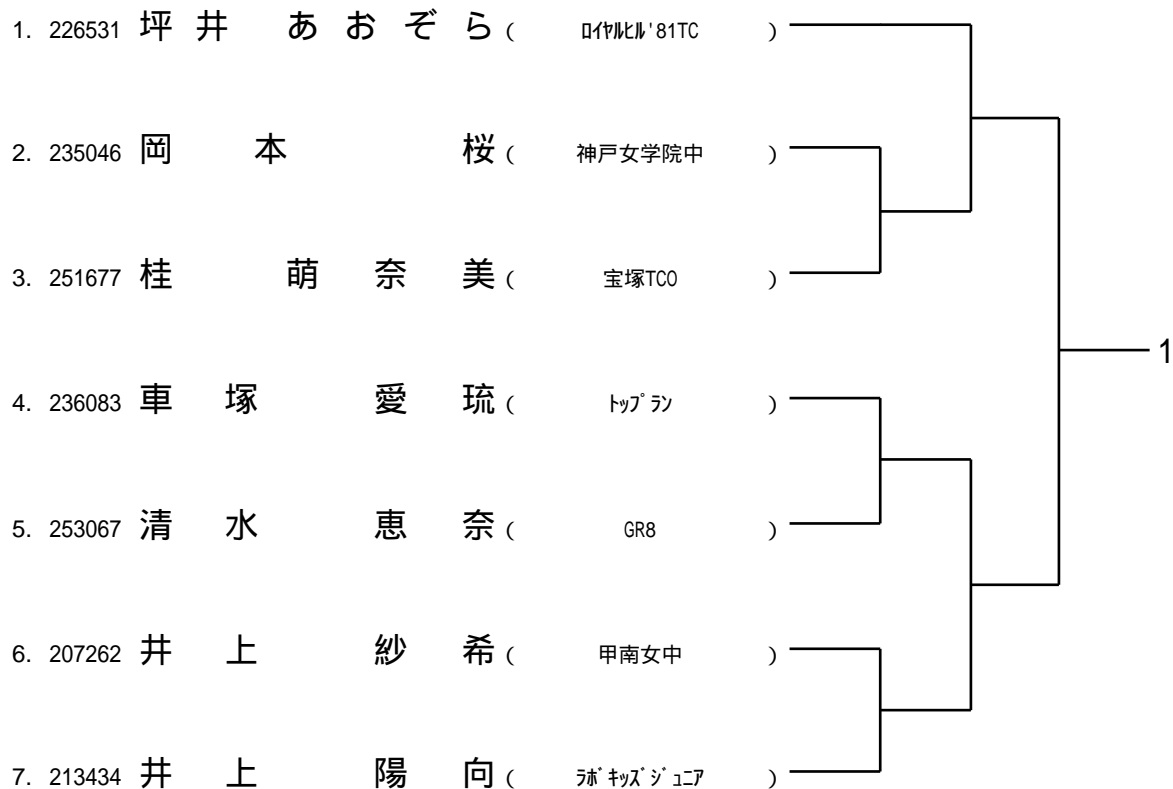 1. 226531 坪井 あおぞら ( ﾛｲﾔﾙﾋﾙ'81TC )
2. 235046 岡本 桜 ( 神戸女学院中 )
3. 251677 桂 萌奈美 ( 宝塚TCO )
1
4. 236083 車塚 愛琉 ( ﾄｯﾌﾟﾗﾝ )
5. 253067 清水 恵奈 ( GR8 )
6. 207262 井上 紗希 ( 甲南女中 )
7. 213434 井上 陽向 ( ﾗﾎﾞｷｯｽﾞｼﾞｭﾆｱ )